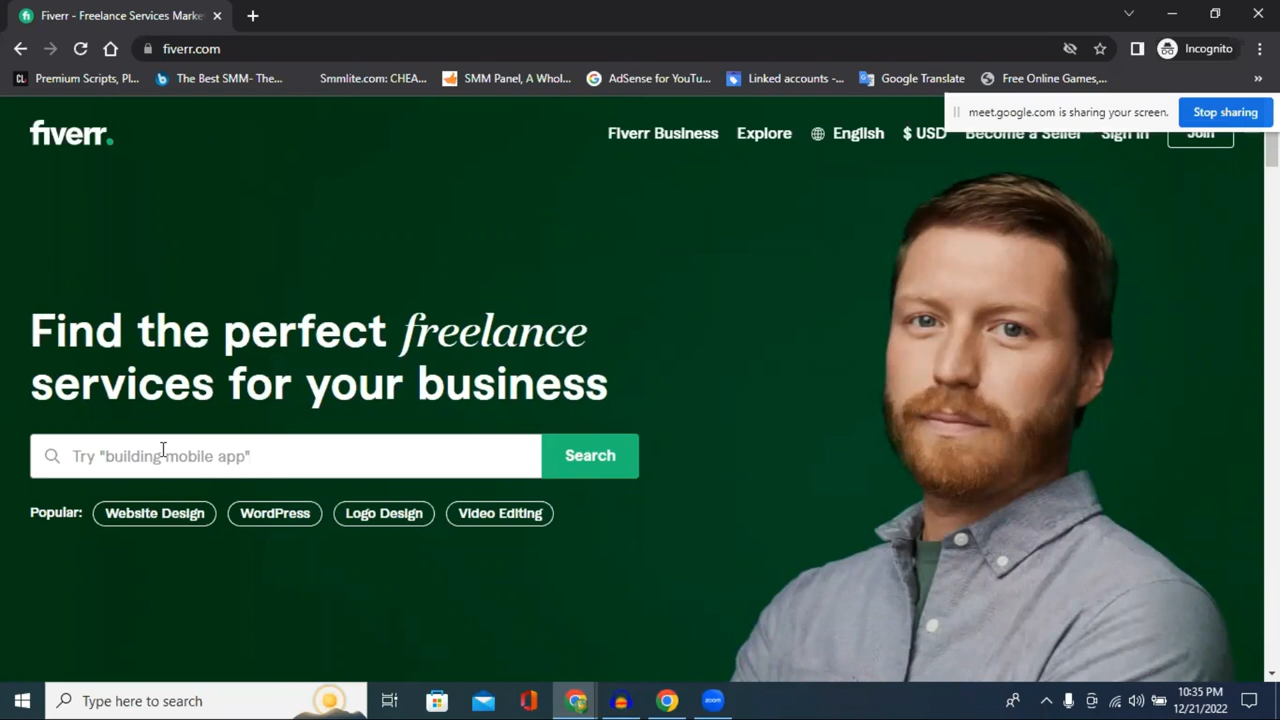 Fiverr - Freelance Services Marke
fiverr.com
Incognito
Premium Scripts, Pl...
The Best SMM- The...
Smmlite.com: CHEA...
SMM Panel, A Whol...
AdSense for YouTu...
Linked accounts -...
Google Translate
Free Online Games,...
»
meet.google.com is sharing your screen.
Stop sharing
fiverr.
Fiverr Business
Explore
English
$ USD
Become a Seller
Sign in
Join
Find the perfect freelance
services for your business
Try "building mobile app"
Search
Popular:
Website Design
WordPress
Logo Design
Video Editing
Type here to search
zoom
10:35 PM
12/21/2022